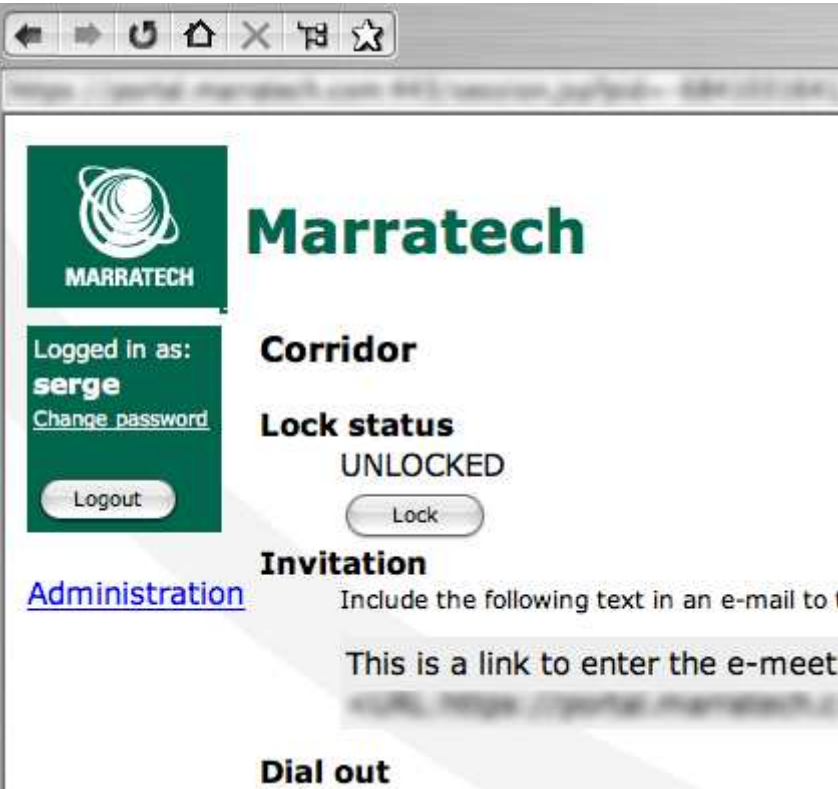 MARRATECH
Marratech
Logged in as:
serge
Change password
Logout
Administration
Corridor
Lock status
UNLOCKED
Lock
Invitation
Include the following text in an e-mail to
This is a link to enter the e-meet
Dial out